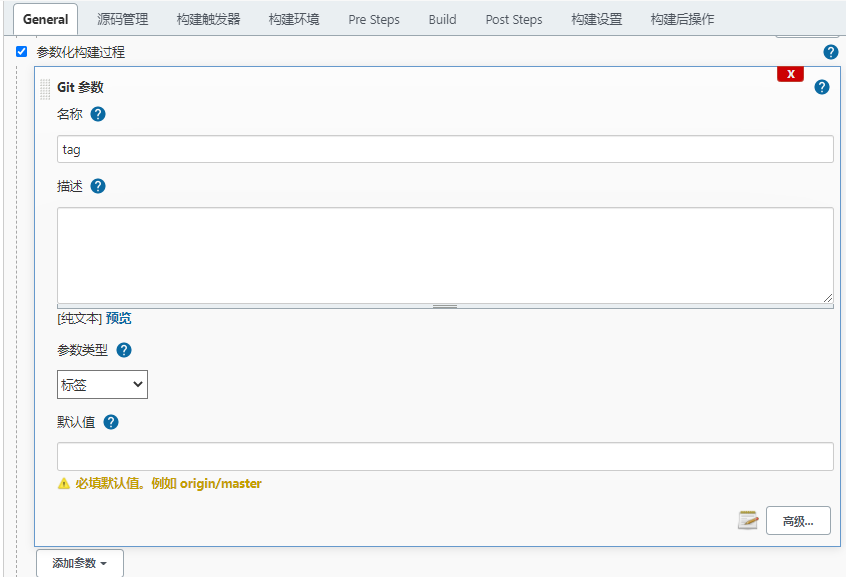 General 源码管理 构建触发器 构建环境 Pre Steps Build Post Steps 构建设置 构建后操作
参数化构建过程 ?
X
Git 参数 ?
名称 ?
tag
描述 ?
[纯文本] 预览
参数类型 ?
标签
默认值 ?
必填默认值。例如 origin/master
高级...
添加参数